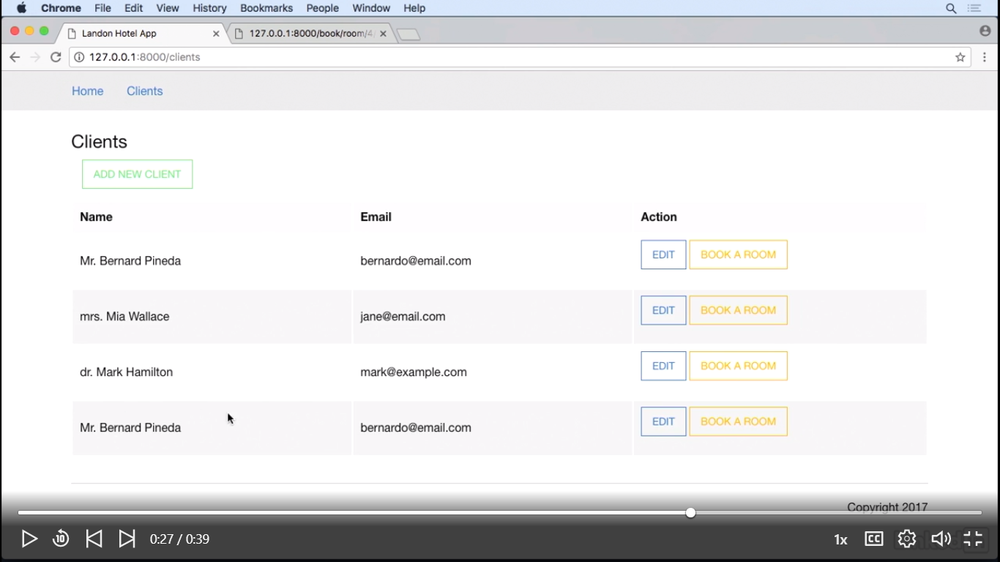 Chrome File Edit View History Bookmarks People Window Help
Landon Hotel App 127.0.0.1:8000/book/room/4
127.0.0.1:8000/clients
Home Clients
Clients
ADD NEW CLIENT
Name Email Action
Mr. Bernard Pineda bernardo@email.com EDIT BOOK A ROOM
mrs. Mia Wallace jane@email.com EDIT BOOK A ROOM
dr. Mark Hamilton mark@example.com EDIT BOOK A ROOM
Mr. Bernard Pineda bernardo@email.com EDIT BOOK A ROOM
Copyright 2017
10 0:27 / 0:39 1x CC